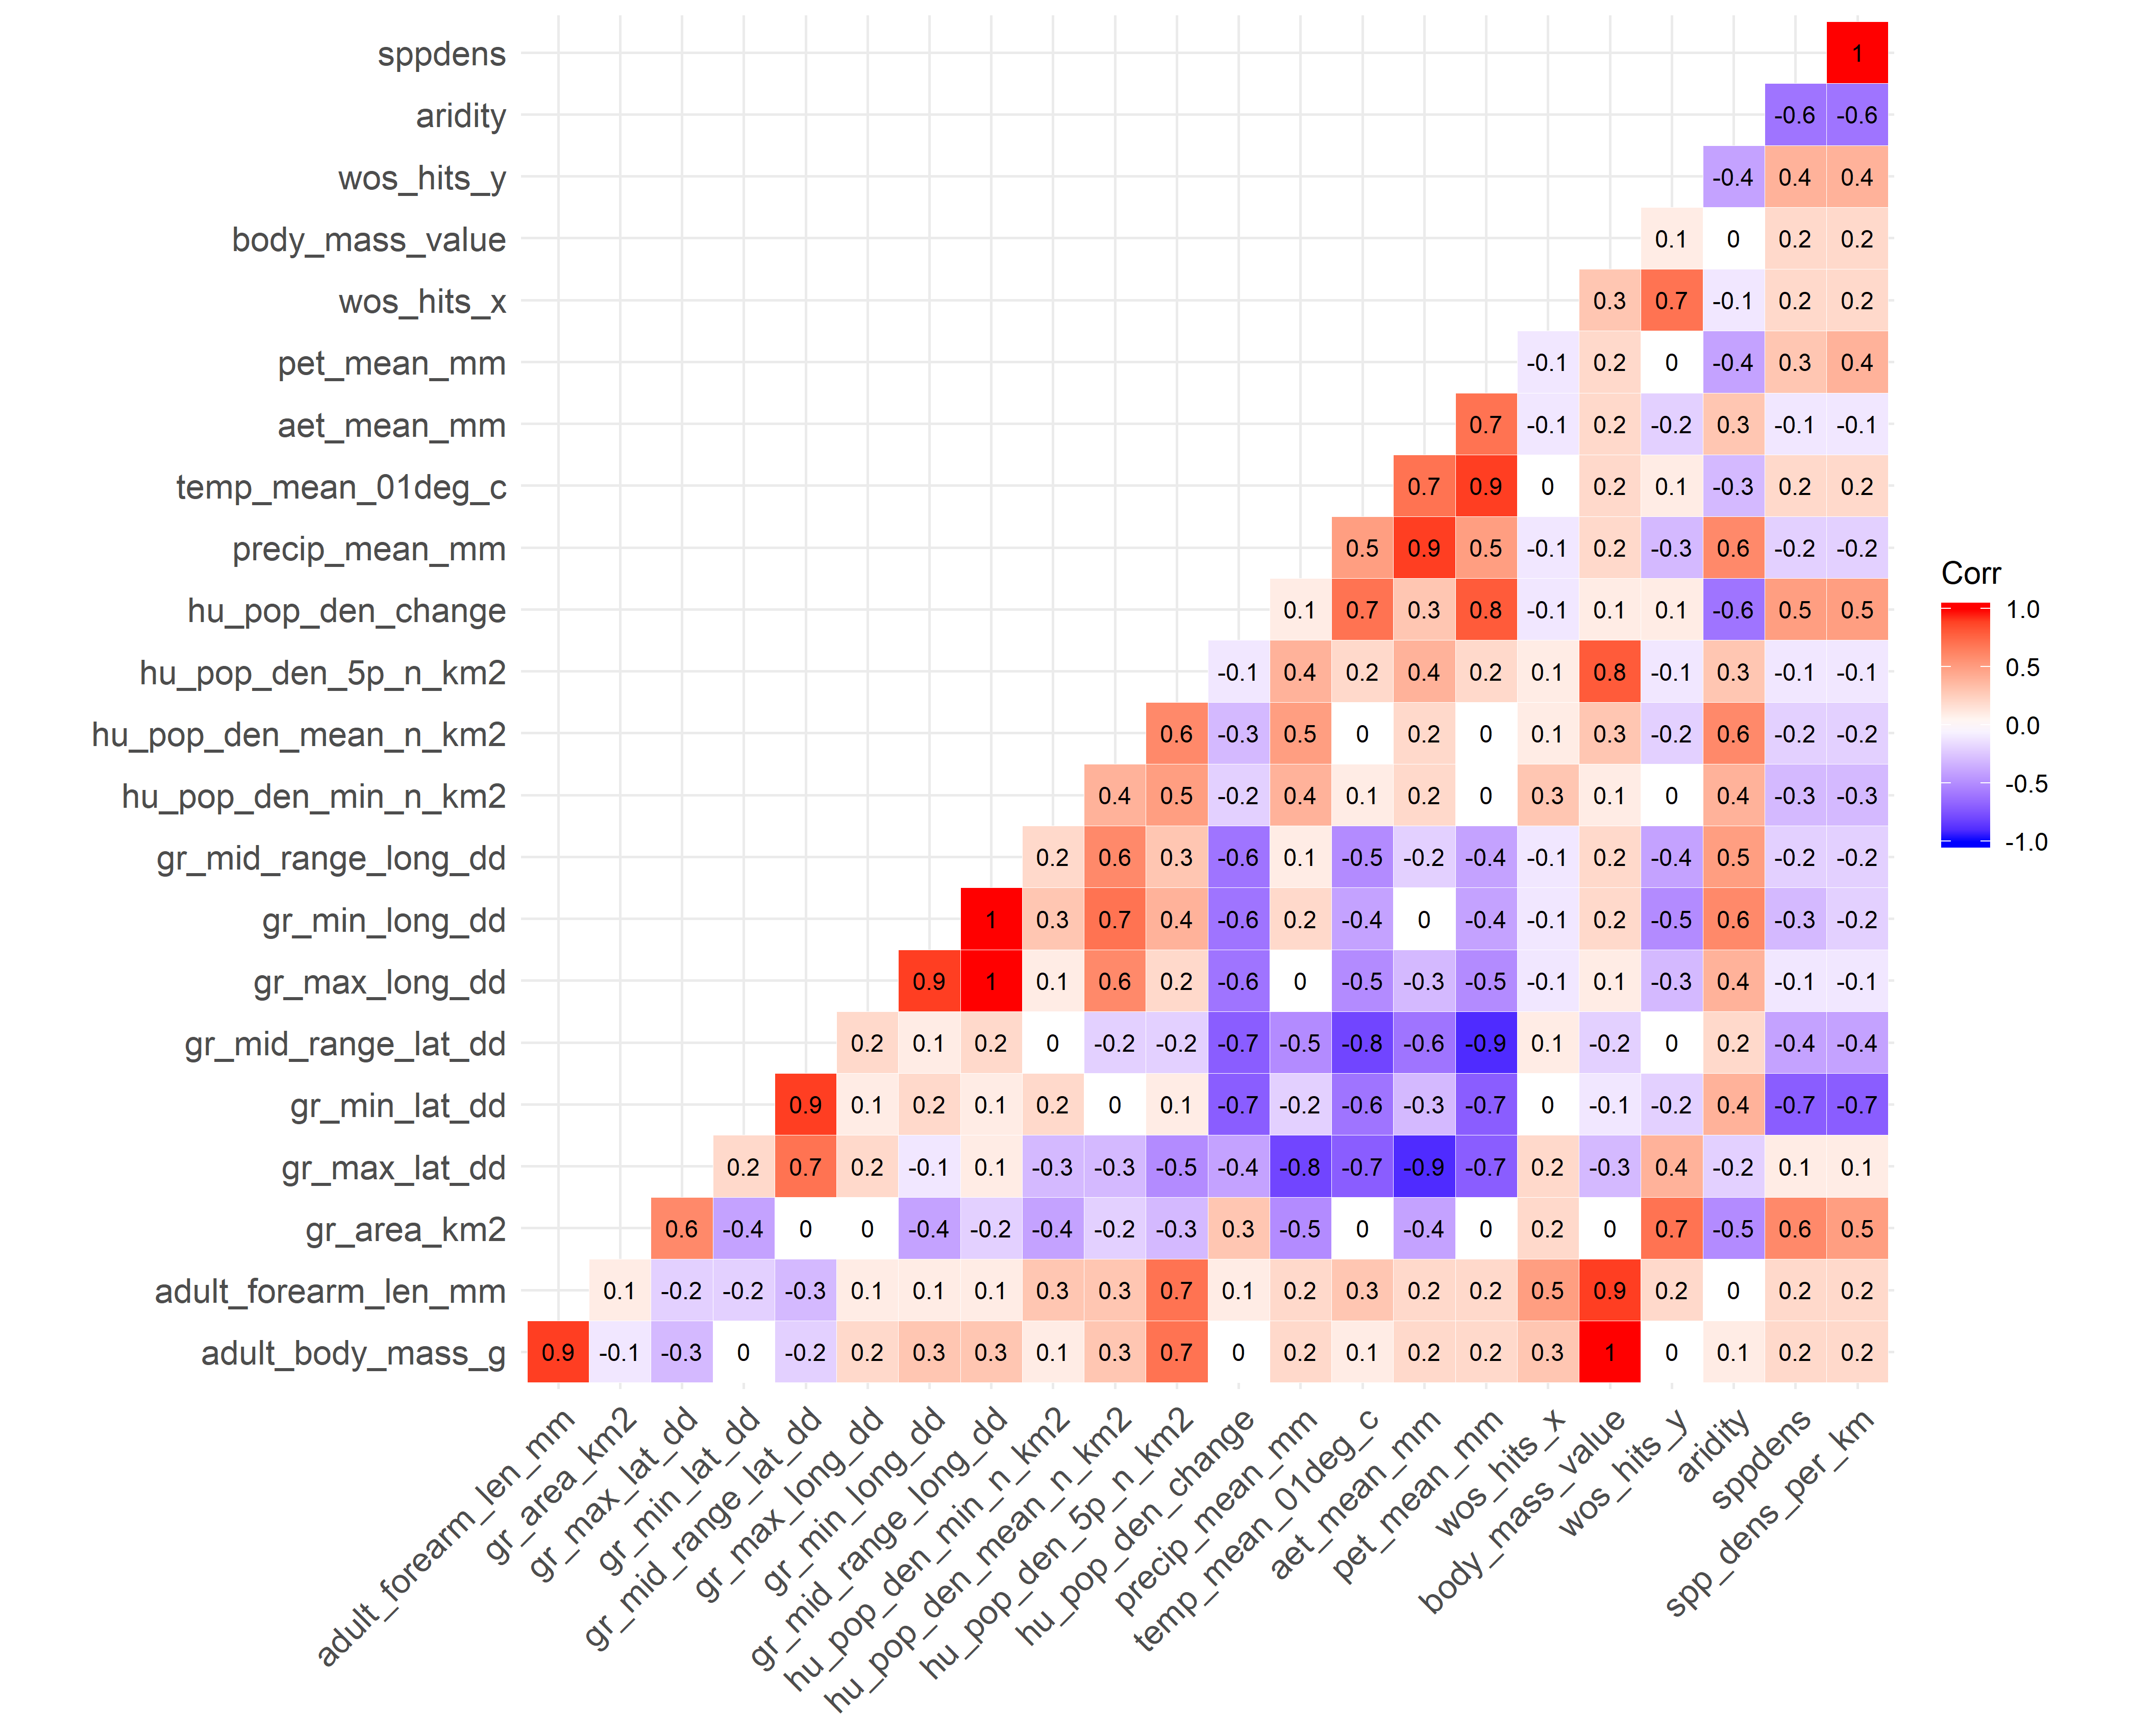 sppdens 1
aridity -0.6 -0.6
wos_hits_y -0.4 0.4 0.4
body_mass_value 0.1 0 0.2 0.2
wos_hits_x 0.3 0.7 -0.1 0.2 0.2
pet_mean_mm -0.1 0.2 0 -0.4 0.3 0.4
aet_mean_mm 0.7 -0.1 0.2 -0.2 0.3 -0.1 -0.1
temp_mean_01deg_c 0.7 0.9 0 0.2 0.1 -0.3 0.2 0.2
precip_mean_mm 0.5 0.9 0.5 -0.1 0.2 -0.3 0.6 -0.2 -0.2
hu_pop_den_change 0.1 0.7 0.3 0.8 -0.1 0.1 0.1 -0.6 0.5 0.5
hu_pop_den_5p_n_km2 -0.1 0.4 0.2 0.4 0.2 0.1 0.8 -0.1 0.3 -0.1 -0.1
hu_pop_den_mean_n_km2 0.6 -0.3 0.5 0 0.2 0 0.1 0.3 -0.2 0.6 -0.2 -0.2
hu_pop_den_min_n_km2 0.4 0.5 -0.2 0.4 0.1 0.2 0 0.3 0.1 0 0.4 -0.3 -0.3
gr_mid_range_long_dd 0.2 0.6 0.3 -0.6 0.1 -0.5 -0.2 -0.4 -0.1 0.2 -0.4 0.5 -0.2 -0.2
gr_min_long_dd 1 0.3 0.7 0.4 -0.6 0.2 -0.4 0 -0.4 -0.1 0.2 -0.5 0.6 -0.3 -0.2
gr_max_long_dd 0.9 1 0.1 0.6 0.2 -0.6 0 -0.5 -0.3 -0.5 -0.1 0.1 -0.3 0.4 -0.1 -0.1
gr_mid_range_lat_dd 0.2 0.1 0.2 0 -0.2 -0.2 -0.7 -0.5 -0.8 -0.6 -0.9 0.1 -0.2 0 0.2 -0.4 -0.4
gr_min_lat_dd 0.9 0.1 0.2 0.1 0.2 0 0.1 -0.7 -0.2 -0.6 -0.3 -0.7 0 -0.1 -0.2 0.4 -0.7 -0.7
gr_max_lat_dd 0.2 0.7 0.2 -0.1 0.1 -0.3 -0.3 -0.5 -0.4 -0.8 -0.7 -0.9 -0.7 0.2 -0.3 0.4 -0.2 0.1 0.1
gr_area_km2 0.6 -0.4 0 0 -0.4 -0.2 -0.4 -0.2 -0.3 0.3 -0.5 0 -0.4 0 0.2 0 0.7 -0.5 0.6 0.5
adult_forearm_len_mm 0.1 -0.2 -0.2 -0.3 0.1 0.1 0.1 0.3 0.3 0.7 0.1 0.2 0.3 0.2 0.2 0.5 0.9 0.2 0 0.2 0.2
adult_body_mass_g 0.9 -0.1 -0.3 0 -0.2 0.2 0.3 0.3 0.1 0.3 0.7 0 0.2 0.1 0.2 0.2 0.3 1 0 0.1 0.2 0.2
adult_forearm_len_mm
gr_area_km2
gr_max_lat_dd
gr_min_lat_dd
gr_mid_range_lat_dd
gr_max_long_dd
gr_min_long_dd
gr_mid_range_long_dd
hu_pop_den_min_n_km2
hu_pop_den_mean_n_km2
hu_pop_den_5p_n_km2
hu_pop_den_change
precip_mean_mm
temp_mean_01deg_c
aet_mean_mm
pet_mean_mm
wos_hits_x
body_mass_value
wos_hits_y
aridity
sppdens
spp_dens_per_km
Corr
1.0
0.5
0.0
-0.5
-1.0